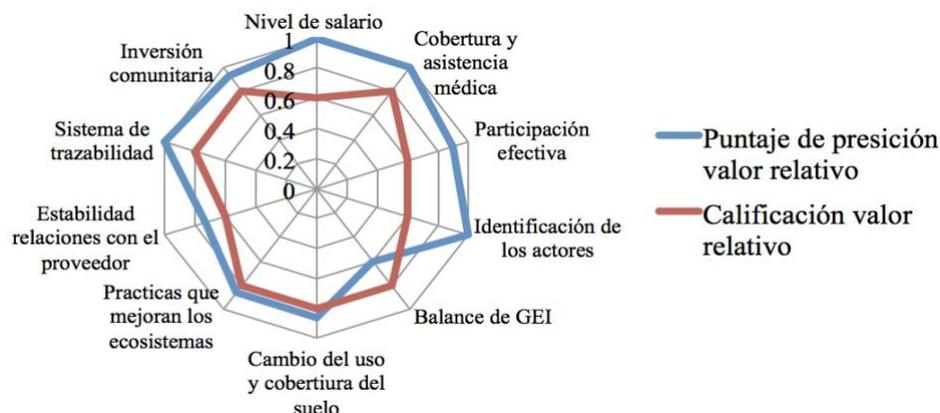 Nivel de salario
1
0.8
0.6
0.4
0.2
0
Cobertura y
asistencia
médica
Participación
efectiva
Identificación de
los actores
Balance de GEI
Cambio del uso
y cobertiura del
suelo
Practicas que
mejoran los
ecosistemas
Estabilidad
relaciones con el
proveedor
Sistema de
trazabilidad
Inversión
comunitaria
Puntaje de presición
valor relativo
Calificación valor
relativo